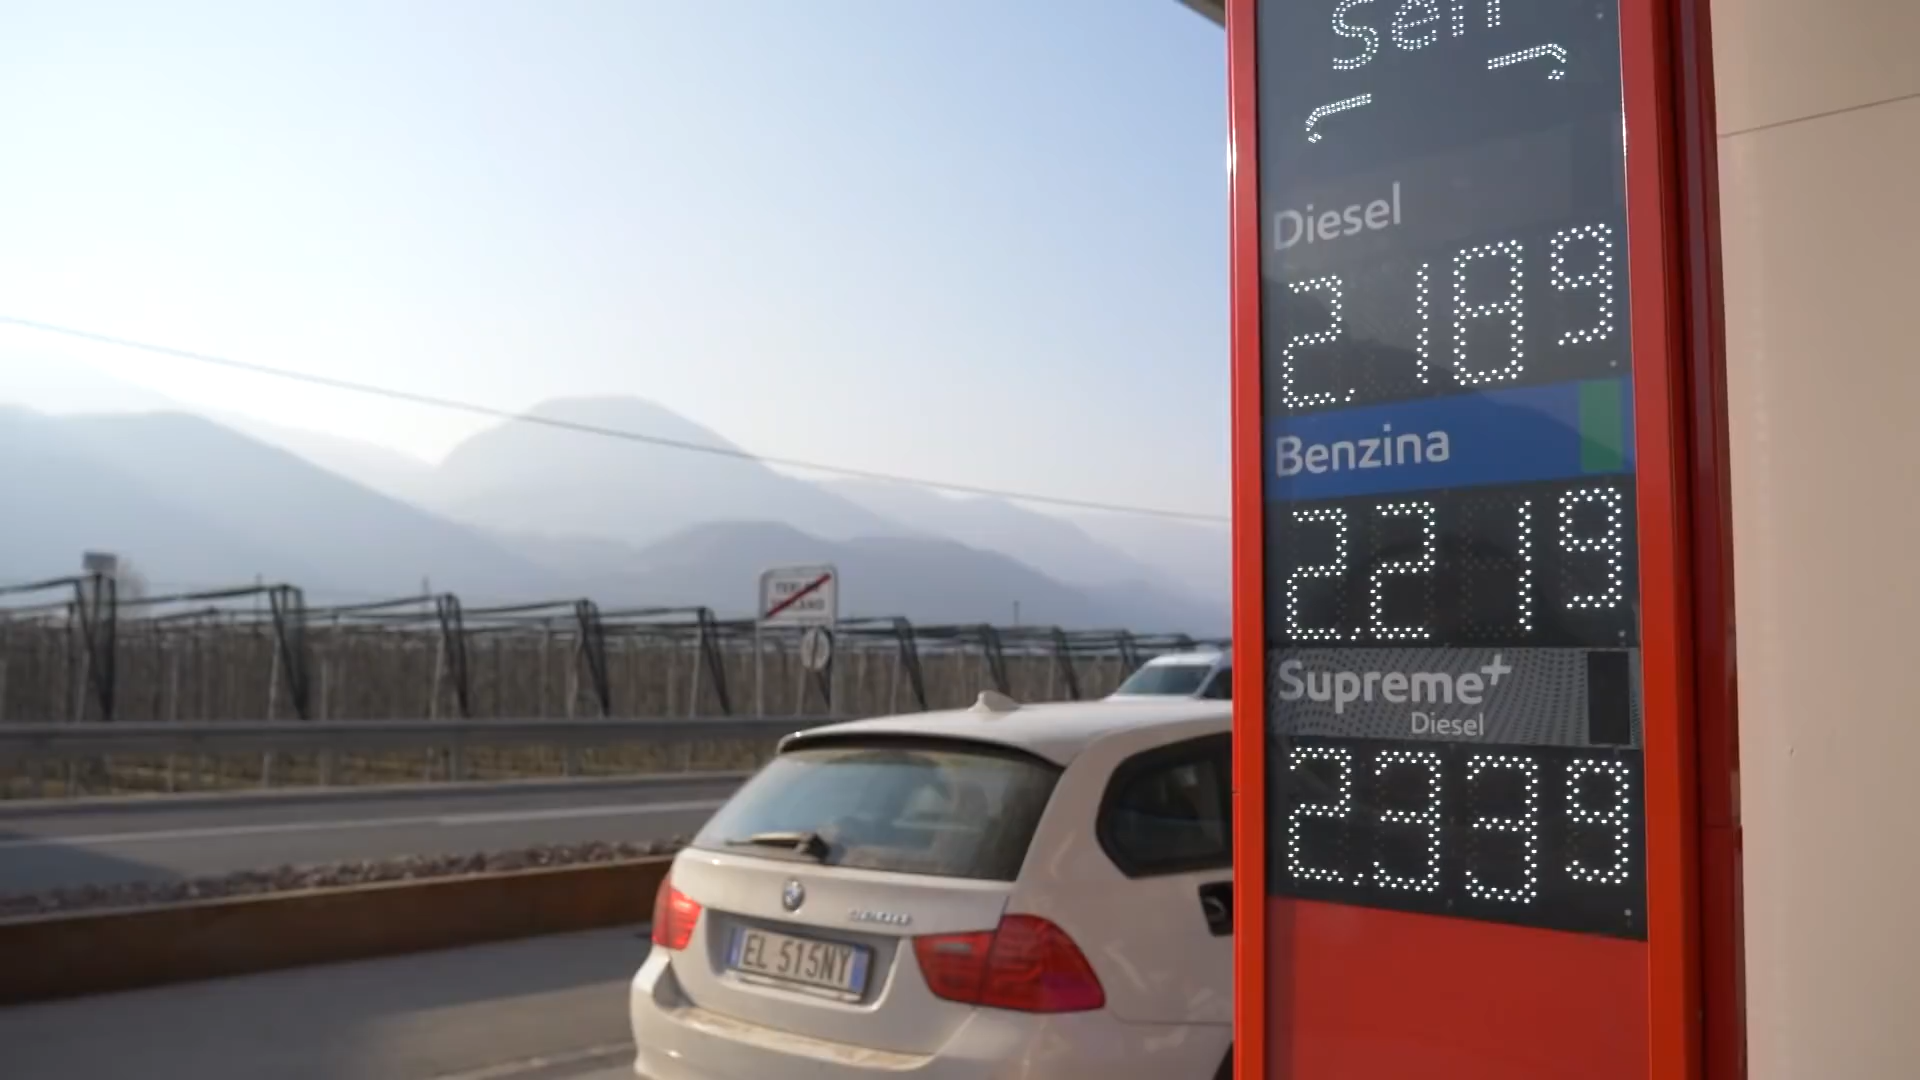 Self
Diesel
2.189
Benzina
2.219
Supreme+
Diesel
2.339
EL 515NY